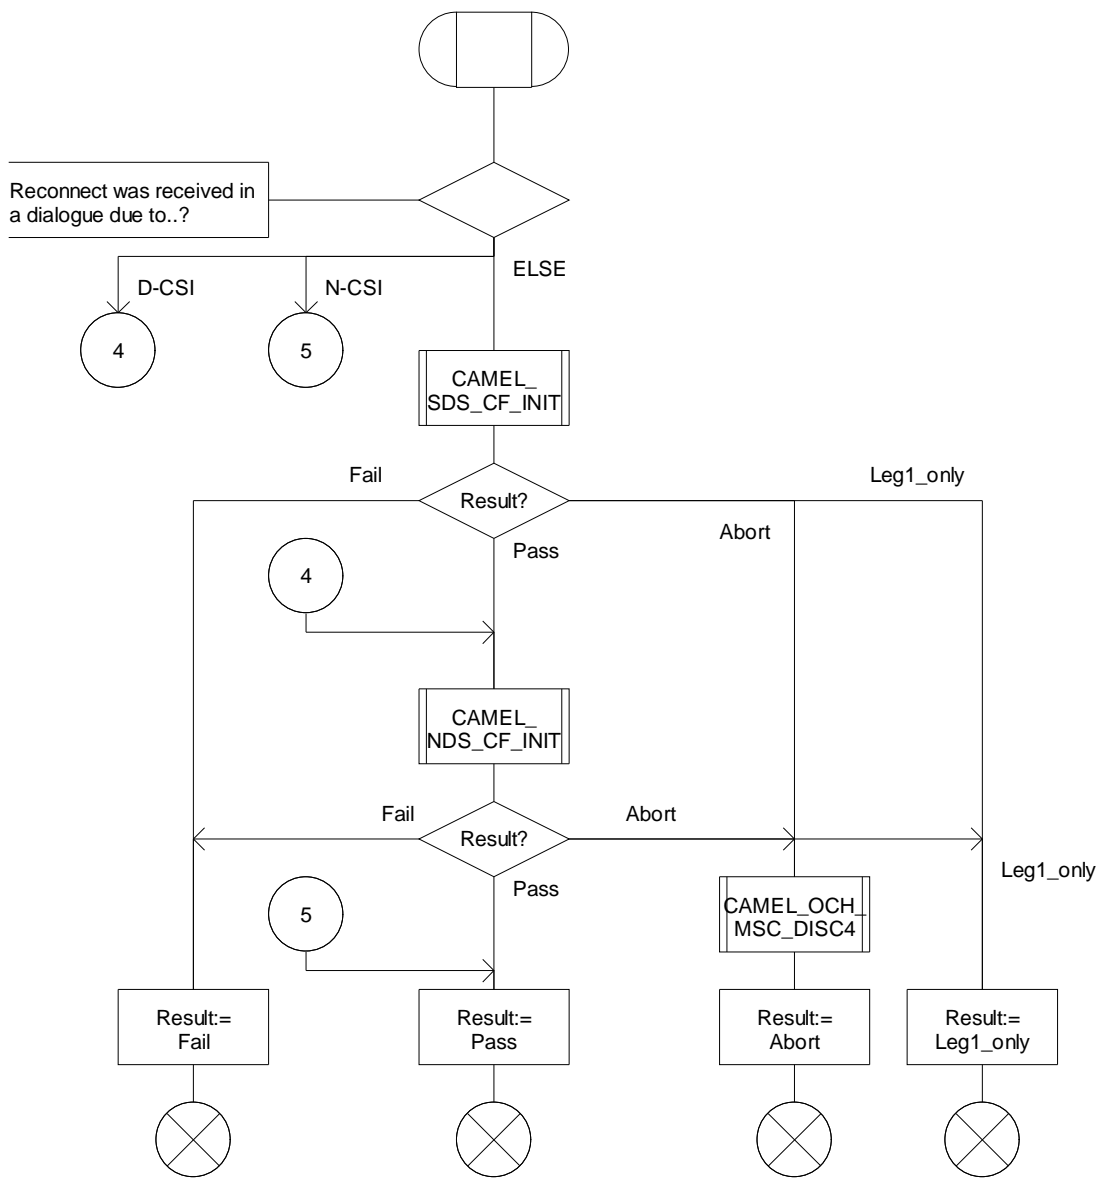 Reconnect was received in
a dialogue due to..?
ELSE
D-CSI
N-CSI
4
5
CAMEL_
SDS_CF_INIT
Fail
Leg1_only
Result?
Abort
Pass
4
CAMEL_
NDS_CF_INIT
Fail
Abort
Result?
Leg1_only
Pass
5
CAMEL_OCH_
MSC_DISC4
Result:=
Fail
Result:=
Pass
Result:=
Abort
Result:=
Leg1_only